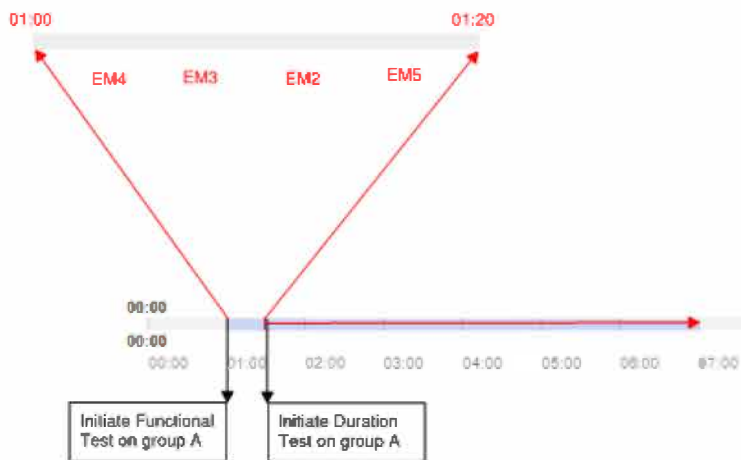 01:00 01:20
EM4 EM3 EM2 EM5
00:00
00:00
00:00 01:00 02:00 03:00 04:00 05:00 06:00 07:00
Initiate Functional
Test on group A
Initiate Duration
Test on group A